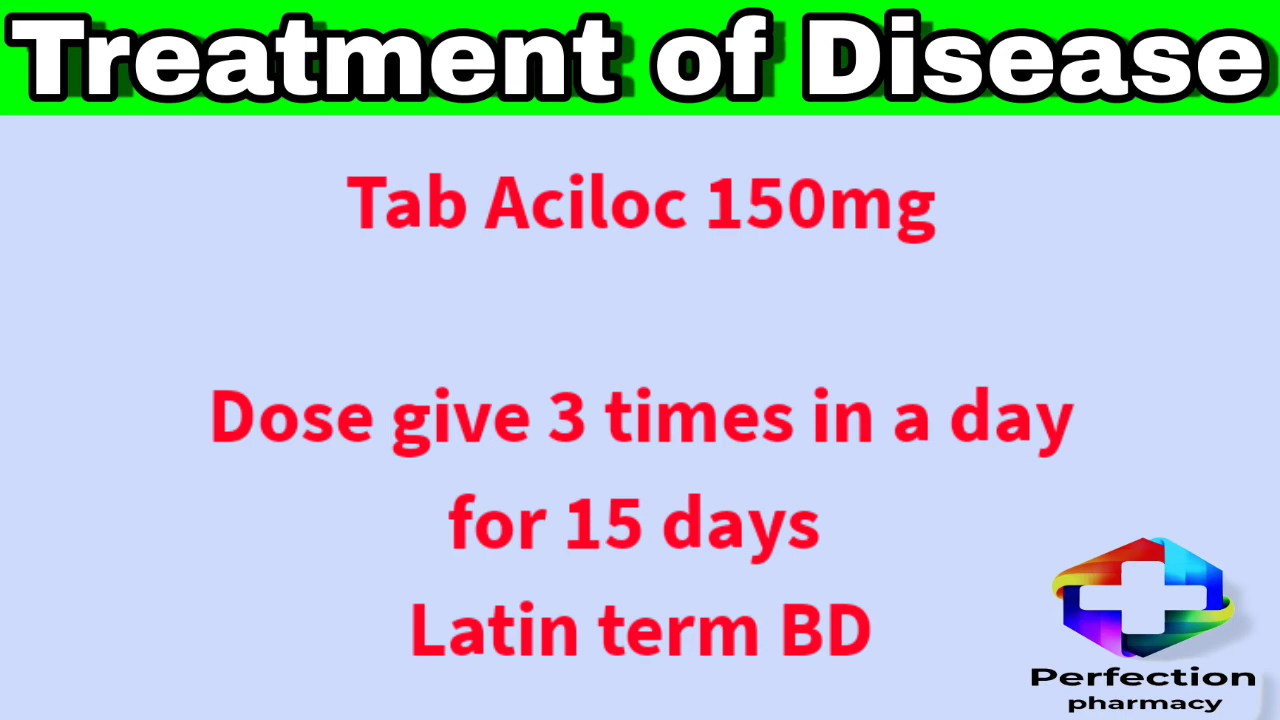 Treatment of Disease
Tab Aciloc 150mg
Dose give 3 times in a day
for 15 days
Latin term BD
Perfection
pharmacy